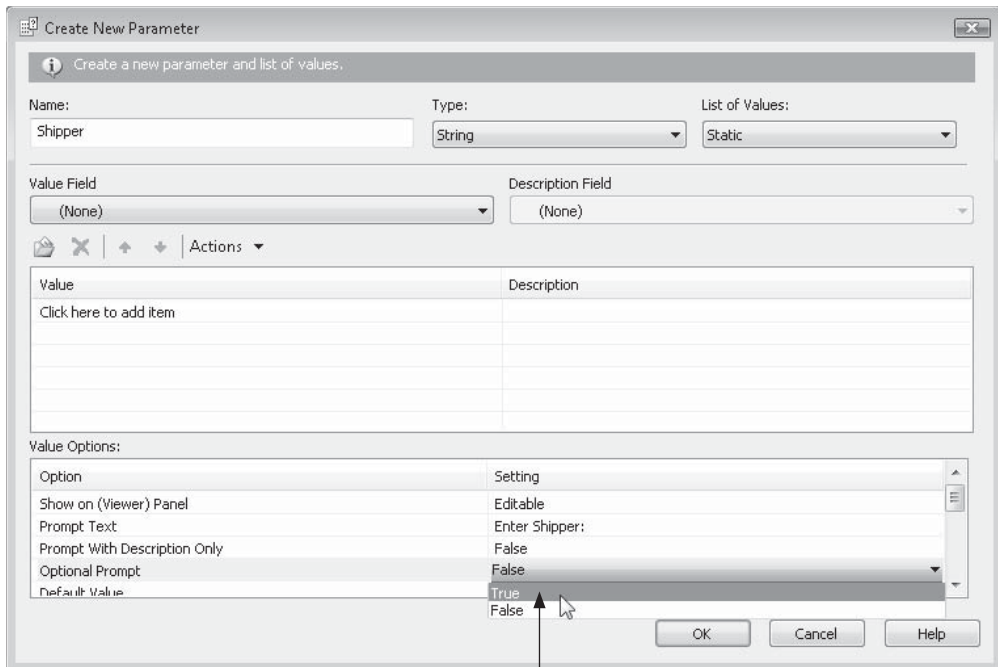 Create New Parameter
Create a new parameter and list of values.
Name: Type: List of Values:
Shipper String Static
Value Field Description Field
(None) (None)
Actions
Value Description
Click here to add item
Value Options:
Option Setting
Show on (Viewer) Panel Editable
Prompt Text Enter Shipper:
Prompt With Description Only False
Optional Prompt False
Default Value True
False
OK Cancel Help